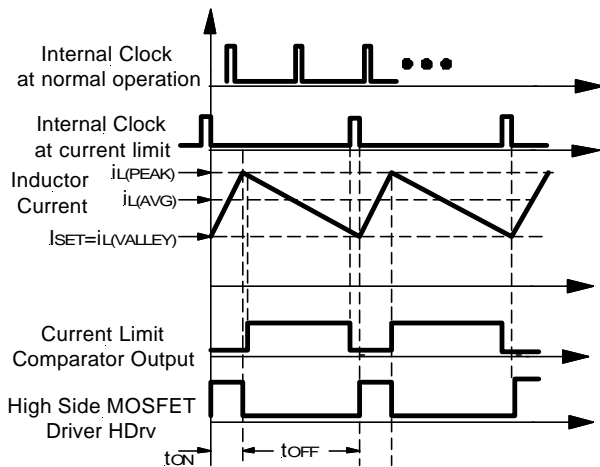 Internal Clock
at normal operation
Internal Clock
at current limit
iL(PEAK)
Inductor
Current
iL(AVG)
ISET=iL(VALLEY)
Current Limit
Comparator Output
High Side MOSFET
Driver HDrv
tON
tOFF